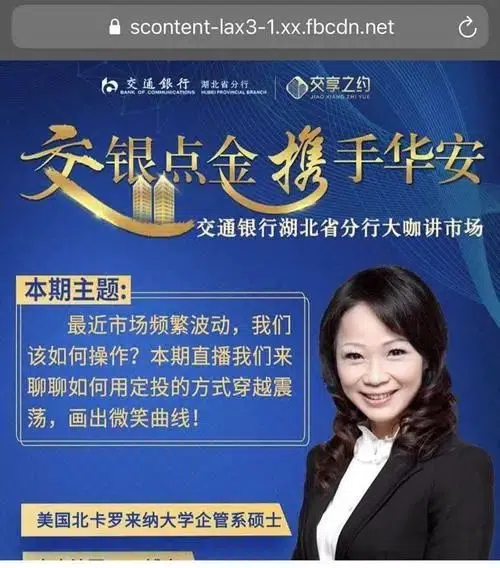 scontent-lax3-1.xx.fbcdn.net
交通銀行 湖北省分行 交享之约
BANK OF COMMUNICATIONS HUBEI PROVINCIAL BRANCH JIAO XIANG ZHI YUE
交银点金 携手华安
交通银行湖北省分行大咖讲市场
本期主题:
最近市场频繁波动，我们
该如何操作？本期直播我们来
聊聊如何用定投的方式穿越震
荡，画出微笑曲线！
美国北卡罗来纳大学企管系硕士